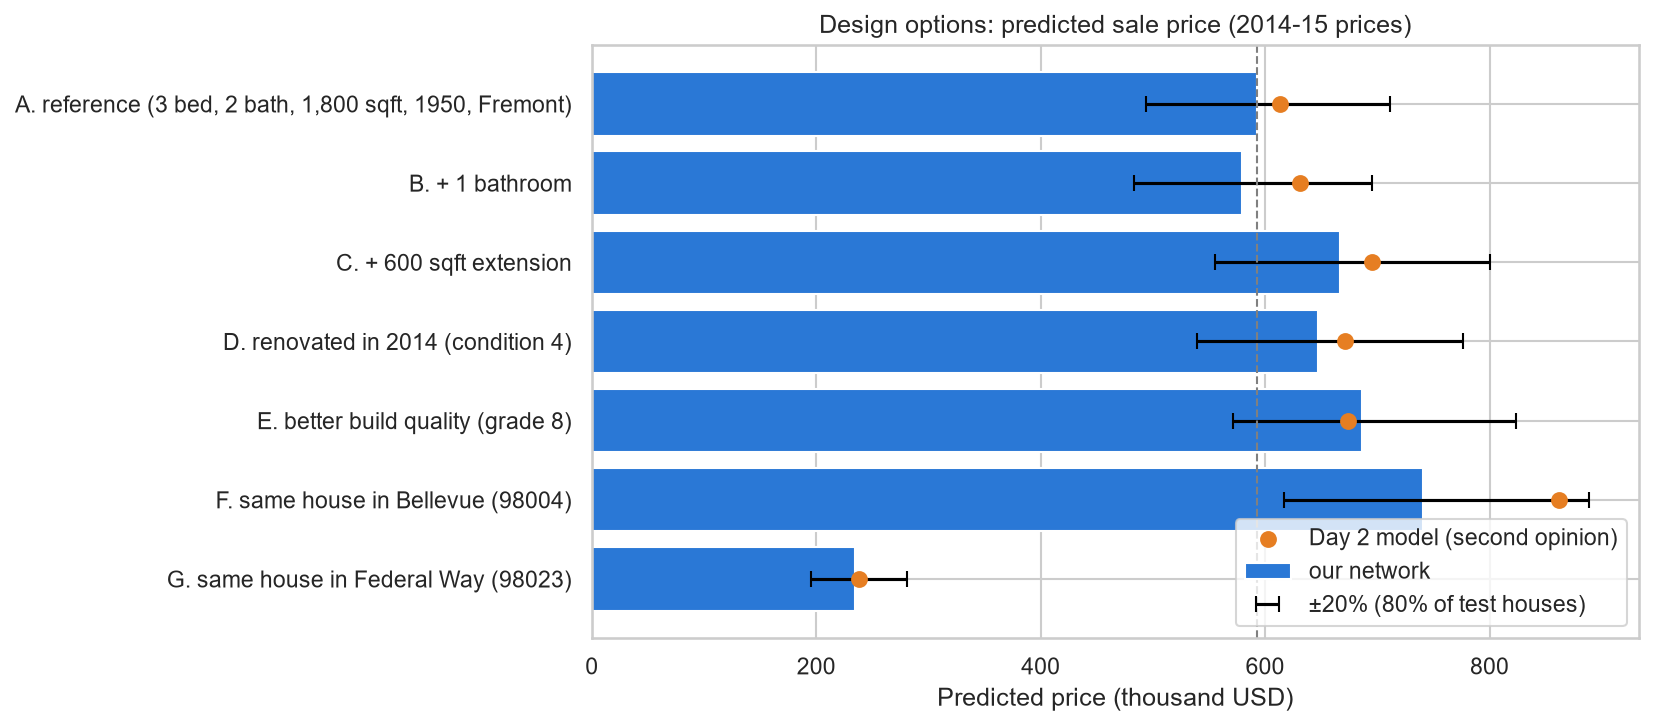 Design options: predicted sale price (2014-15 prices)
A. reference (3 bed, 2 bath, 1,800 sqft, 1950, Fremont)
B. + 1 bathroom
C. + 600 sqft extension
D. renovated in 2014 (condition 4)
E. better build quality (grade 8)
F. same house in Bellevue (98004)
G. same house in Federal Way (98023)
Day 2 model (second opinion)
our network
±20% (80% of test houses)
0 200 400 600 800
Predicted price (thousand USD)